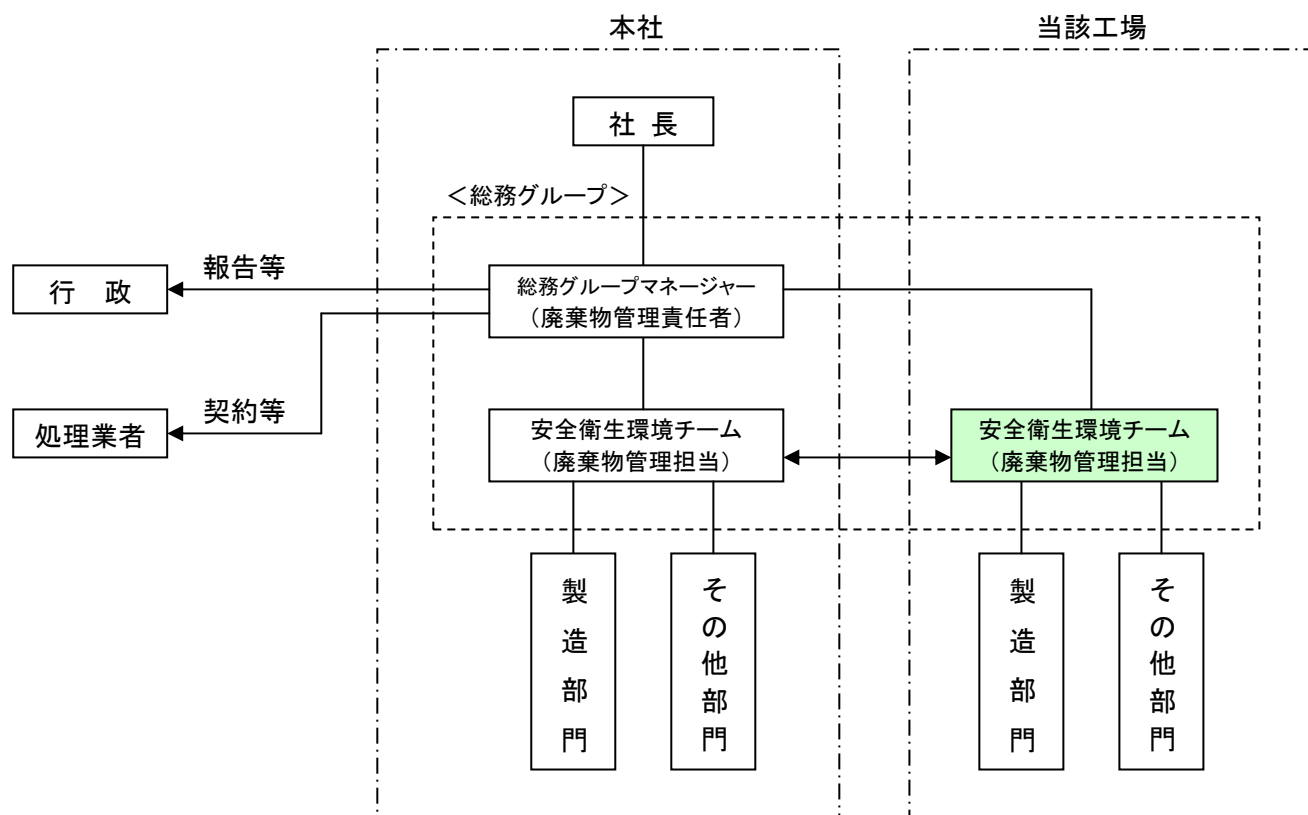 本社
当該工場
社 長
＜総務グループ＞
報告等
行　政
総務グループマネージャー
（廃棄物管理責任者）
契約等
処理業者
安全衛生環境チーム
（廃棄物管理担当）
安全衛生環境チーム
（廃棄物管理担当）
製造部門
その他部門
製造部門
その他部門